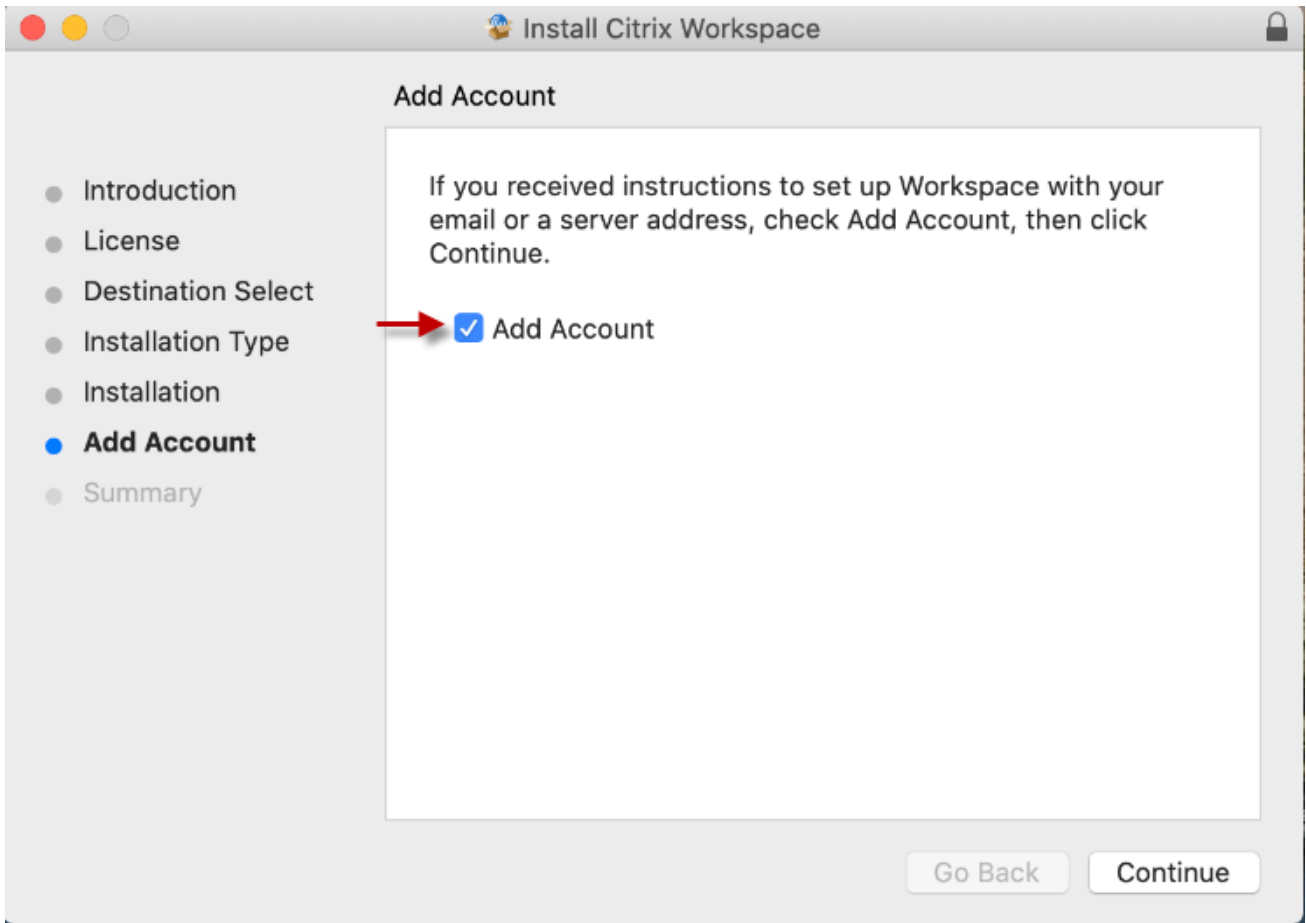 Install Citrix Workspace
Add Account
Introduction
License
Destination Select
Installation Type
Installation
Add Account
Summary
If you received instructions to set up Workspace with your
email or a server address, check Add Account, then click
Continue.
Add Account
Go Back
Continue